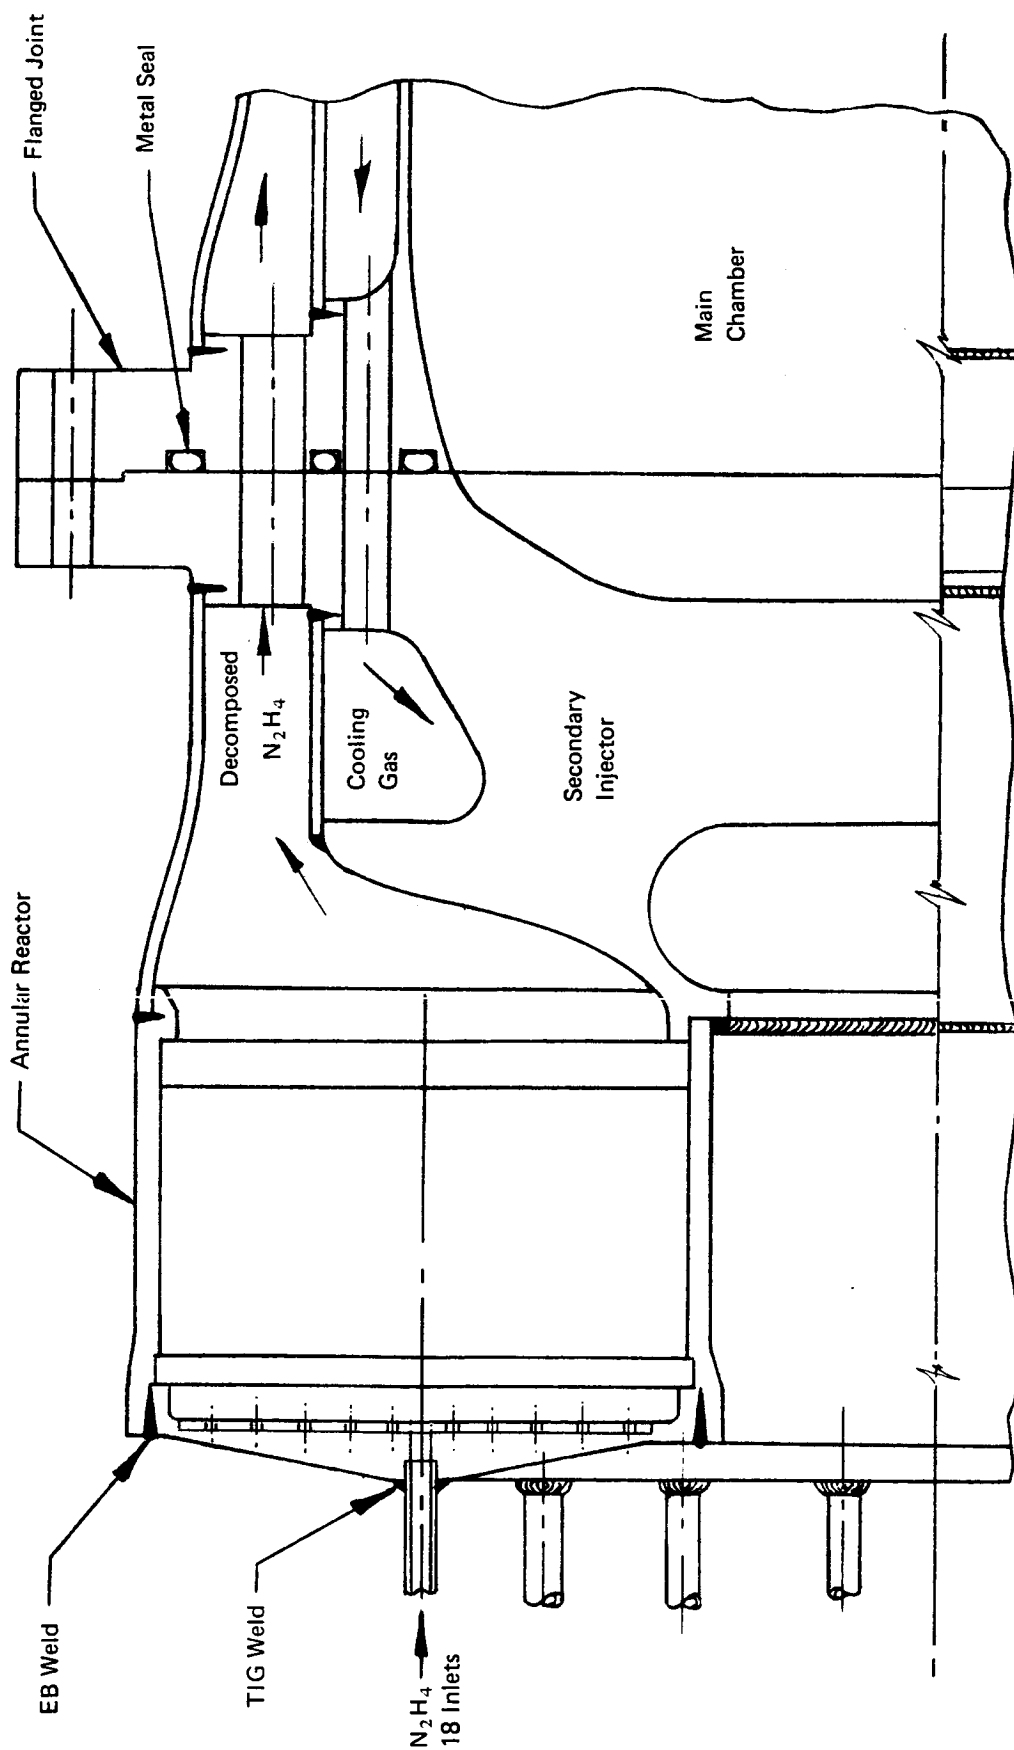 Flanged Joint
Metal Seal
Annular Reactor
Decomposed
N₂H₄
Cooling
Gas
Main
Chamber
Secondary
Injector
EB Weld
TIG Weld
N₂H₄
18 Inlets